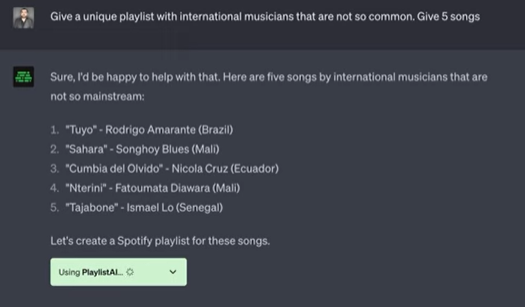 Give a unique playlist with international musicians that are not so common. Give 5 songs
Sure, I'd be happy to help with that. Here are five songs by international musicians that are
not so mainstream:
1. "Tuyo" - Rodrigo Amarante (Brazil)
2. "Sahara" - Songhoy Blues (Mali)
3. "Cumbia del Olvido" - Nicola Cruz (Ecuador)
4. "Nterini" - Fatoumata Diawara (Mali)
5. "Tajabone" - Ismael Lo (Senegal)
Let's create a Spotify playlist for these songs.
Using PlaylistAI...